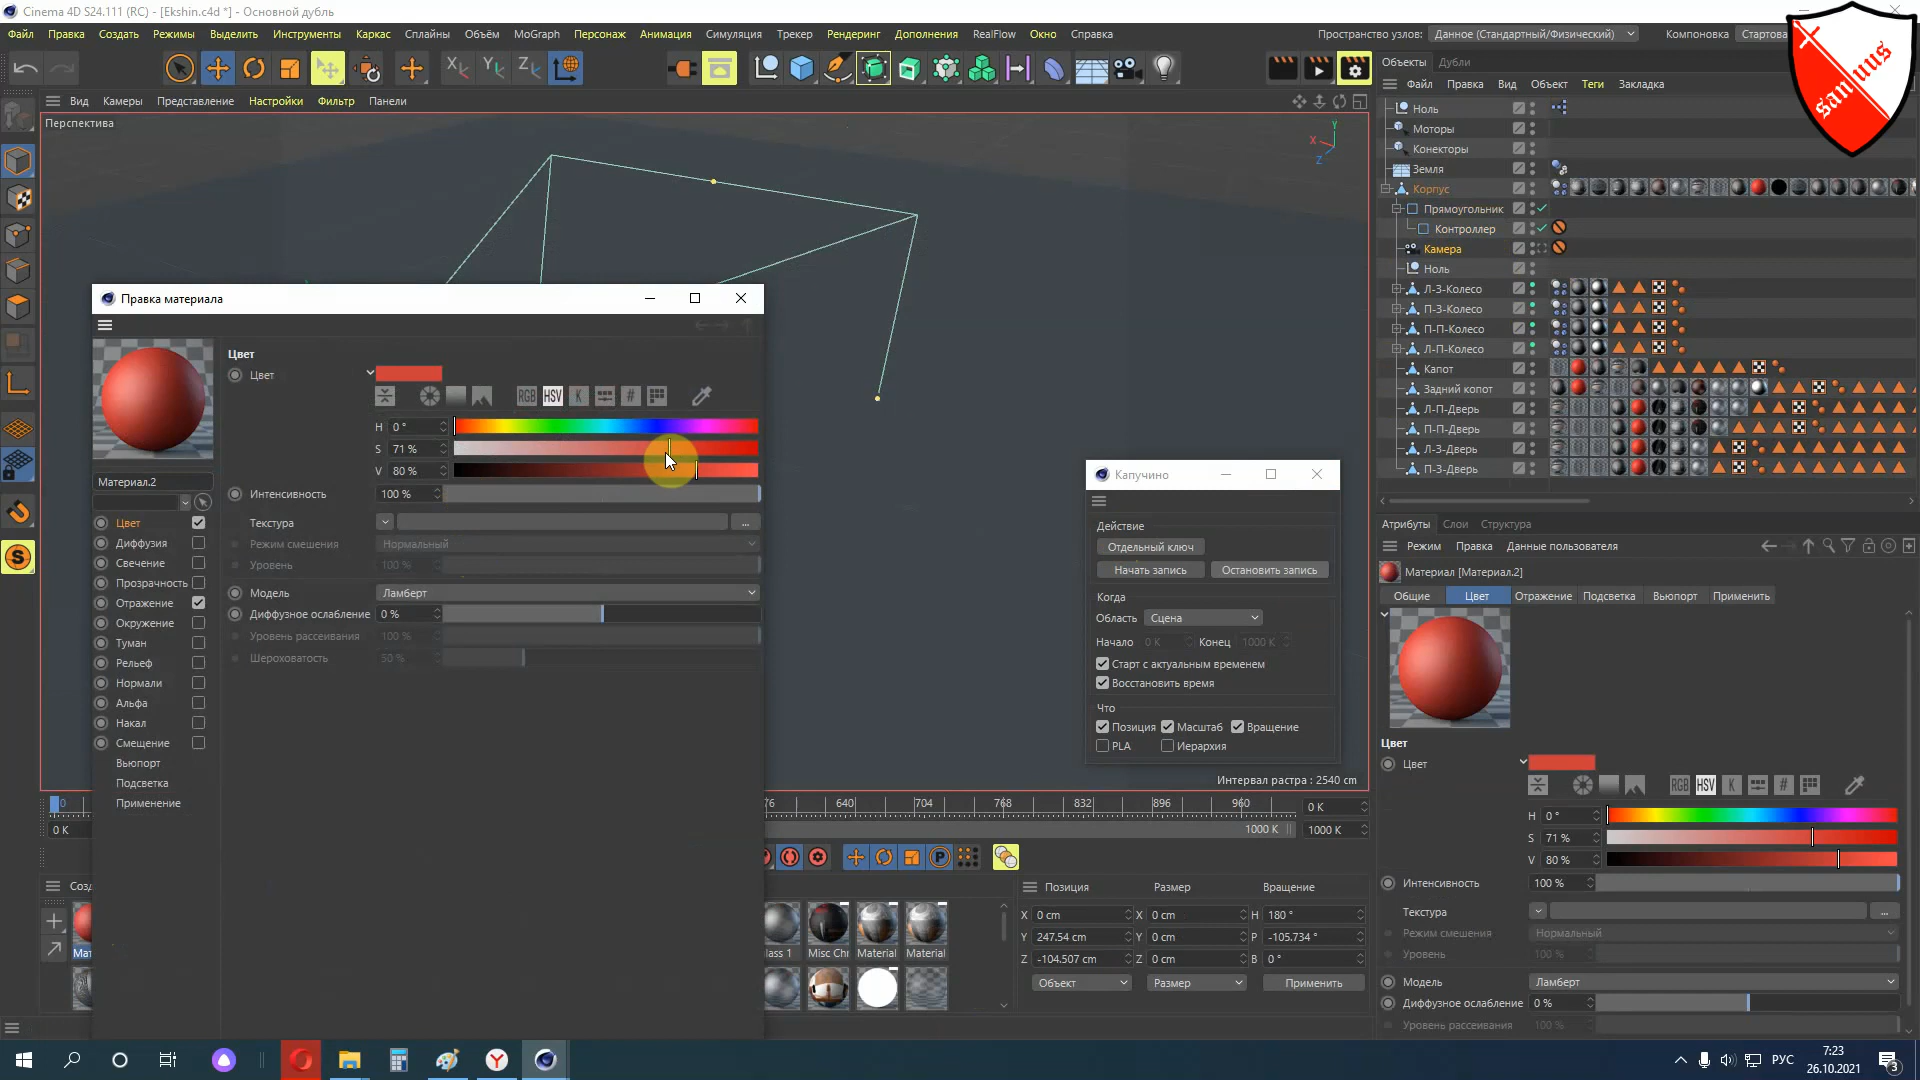 Cinema 4D S24.111 (RC) - [Ekshin.c4d *] - Основной дубль
Файл Правка Создать Режимы Выделить Инструменты Каркас Сплайны Объём MoGraph Персонаж Анимация Симуляция Трекер Рендеринг Дополнения RealFlow Окно Справка
Пространство узлов: Данное (Стандартный/Физический) Компоновка Стартова
sanuus
Вид Камеры Представление Настройки Фильтр Панели
Перспектива
Y
X
Z
Правка материала
Цвет
Цвет
RGB HSV K #
H 0 °
S 71 %
V 80 %
Интенсивность 100 %
Текстура ...
Режим смешения Нормальный
Уровень 100 %
Модель Ламберт
Диффузное ослабление 0 %
Уровень рассеивания 100 %
Шероховатость 50 %
Материал.2
Цвет
Диффузия
Свечение
Прозрачность
Отражение
Окружение
Туман
Рельеф
Нормали
Альфа
Накал
Смещение
Вьюпорт
Подсветка
Применение
Капучино
Действие
Отдельный ключ
Начать запись Остановить запись
Когда
Область Сцена
Начало 0 K Конец 1000 K
Старт с актуальным временем
Восстановить время
Что
Позиция Масштаб Вращение
PLA Иерархия
Интервал растра : 2540 cm
0 76 640 704 768 832 896 960 0 K
0 K 1000 K 1000 K
Созд
Мат
lass 1 Misc Chr Material Material
Позиция Размер Вращение
X 0 cm X 0 cm H 180 °
Y 247.54 cm Y 0 cm P -105.734 °
Z -104.507 cm Z 0 cm B 0 °
Объект Размер Применить
Объекты Дубли
Файл Правка Вид Объект Теги Закладка
Ноль
Моторы
Конекторы
Земля
Корпус
Прямоугольник
Контроллер
Камера
Ноль
Л-З-Колесо
П-З-Колесо
П-П-Колесо
Л-П-Колесо
Капот
Задний копот
Л-П-Дверь
П-П-Дверь
Л-З-Дверь
П-З-Дверь
Атрибуты Слои Структура
Режим Правка Данные пользователя
Материал [Материал.2]
Общие Цвет Отражение Подсветка Вьюпорт Применить
Цвет
Цвет
RGB HSV K #
H 0 °
S 71 %
V 80 %
Интенсивность 100 %
Текстура ...
Режим смешения Нормальный
Уровень 100 %
Модель Ламберт
Диффузное ослабление 0 %
Уровень рассеивания 100 %
РУС
7:23
26.10.2021
3